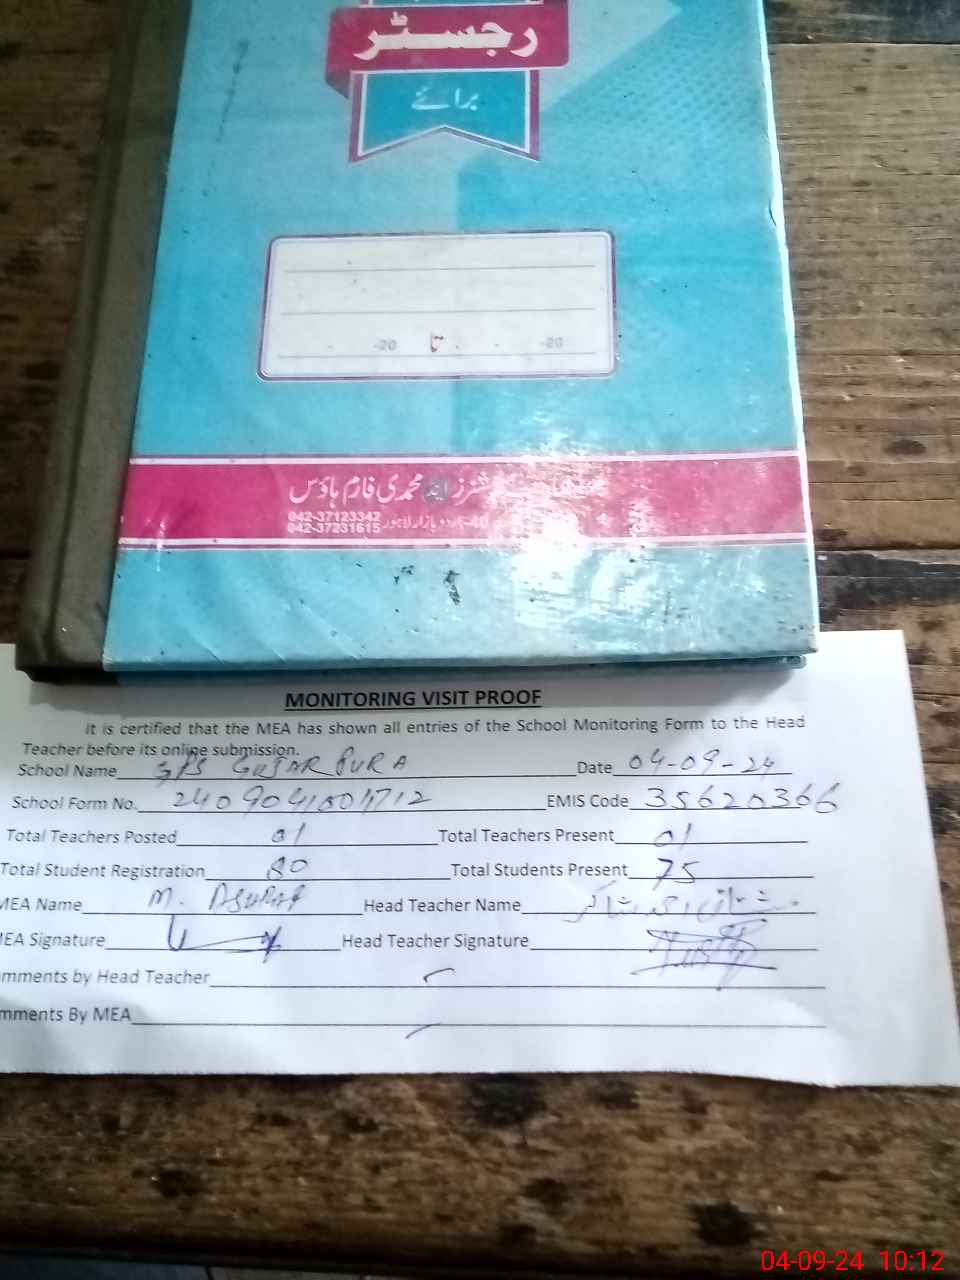 رجسٹر
برائے
-20 تا -20
محمدی فارم ہاؤس
042-37123342
042-37231615 اردو بازار لاہور 40-
MONITORING VISIT PROOF
It is certified that the MEA has shown all entries of the School Monitoring Form to the Head
Teacher before its online submission.
School Name GPS GUJAR PURA Date 04-09-24
School Form No. EMIS Code 35620366
Total Teachers Posted 01 Total Teachers Present 01
Total Student Registration 80 Total Students Present 75
MEA Name M. ASHRAF Head Teacher Name
MEA Signature Head Teacher Signature
mments by Head Teacher
mments By MEA
04-09-24 10:12